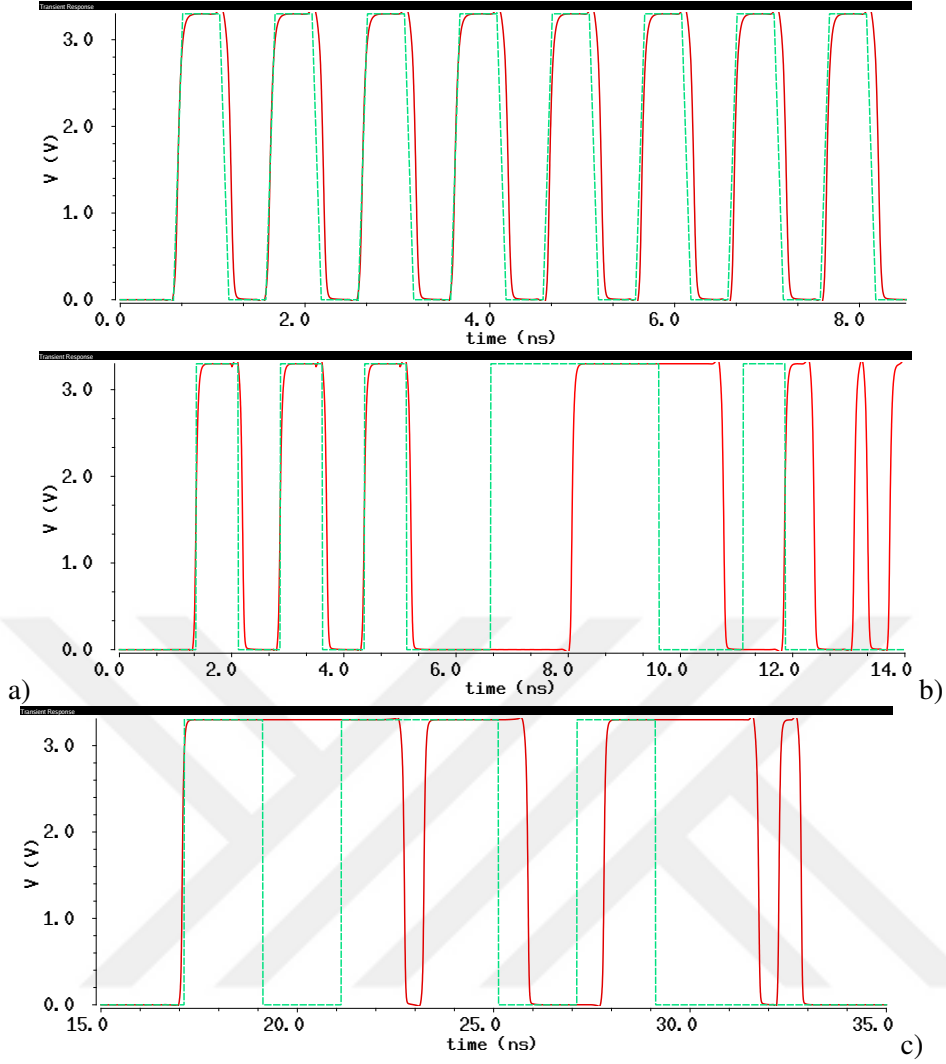 Transient Response
3.0
2.0
1.0
0.0
V (V)
0.0 2.0 4.0 6.0 8.0
time (ns)
Transient Response
3.0
2.0
1.0
0.0
V (V)
0.0 2.0 4.0 6.0 8.0 10.0 12.0 14.0
time (ns)
a) b)
Transient Response
3.0
2.0
1.0
0.0
V (V)
15.0 20.0 25.0 30.0 35.0
time (ns)
c)